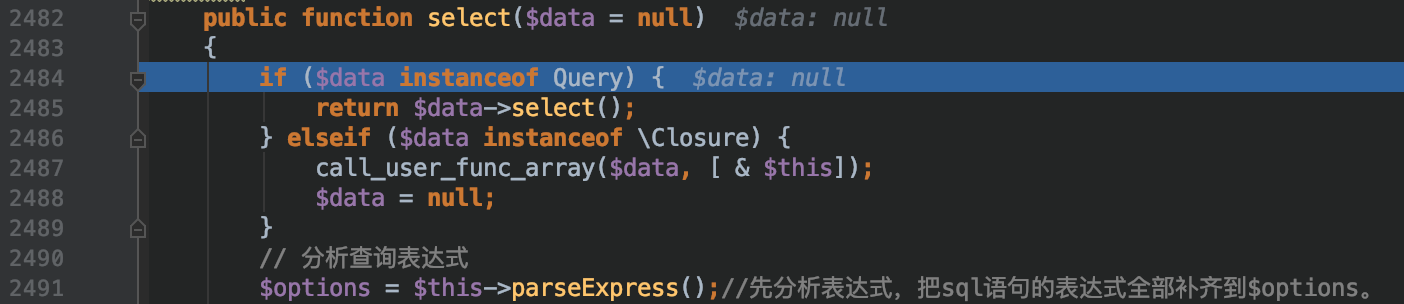 2482 public function select($data = null) $data: null
2483 {
2484 if ($data instanceof Query) { $data: null
2485 return $data->select();
2486 } elseif ($data instanceof \Closure) {
2487 call_user_func_array($data, [ & $this]);
2488 $data = null;
2489 }
2490 // 分析查询表达式
2491 $options = $this->parseExpress();//先分析表达式，把sql语句的表达式全部补齐到$options。